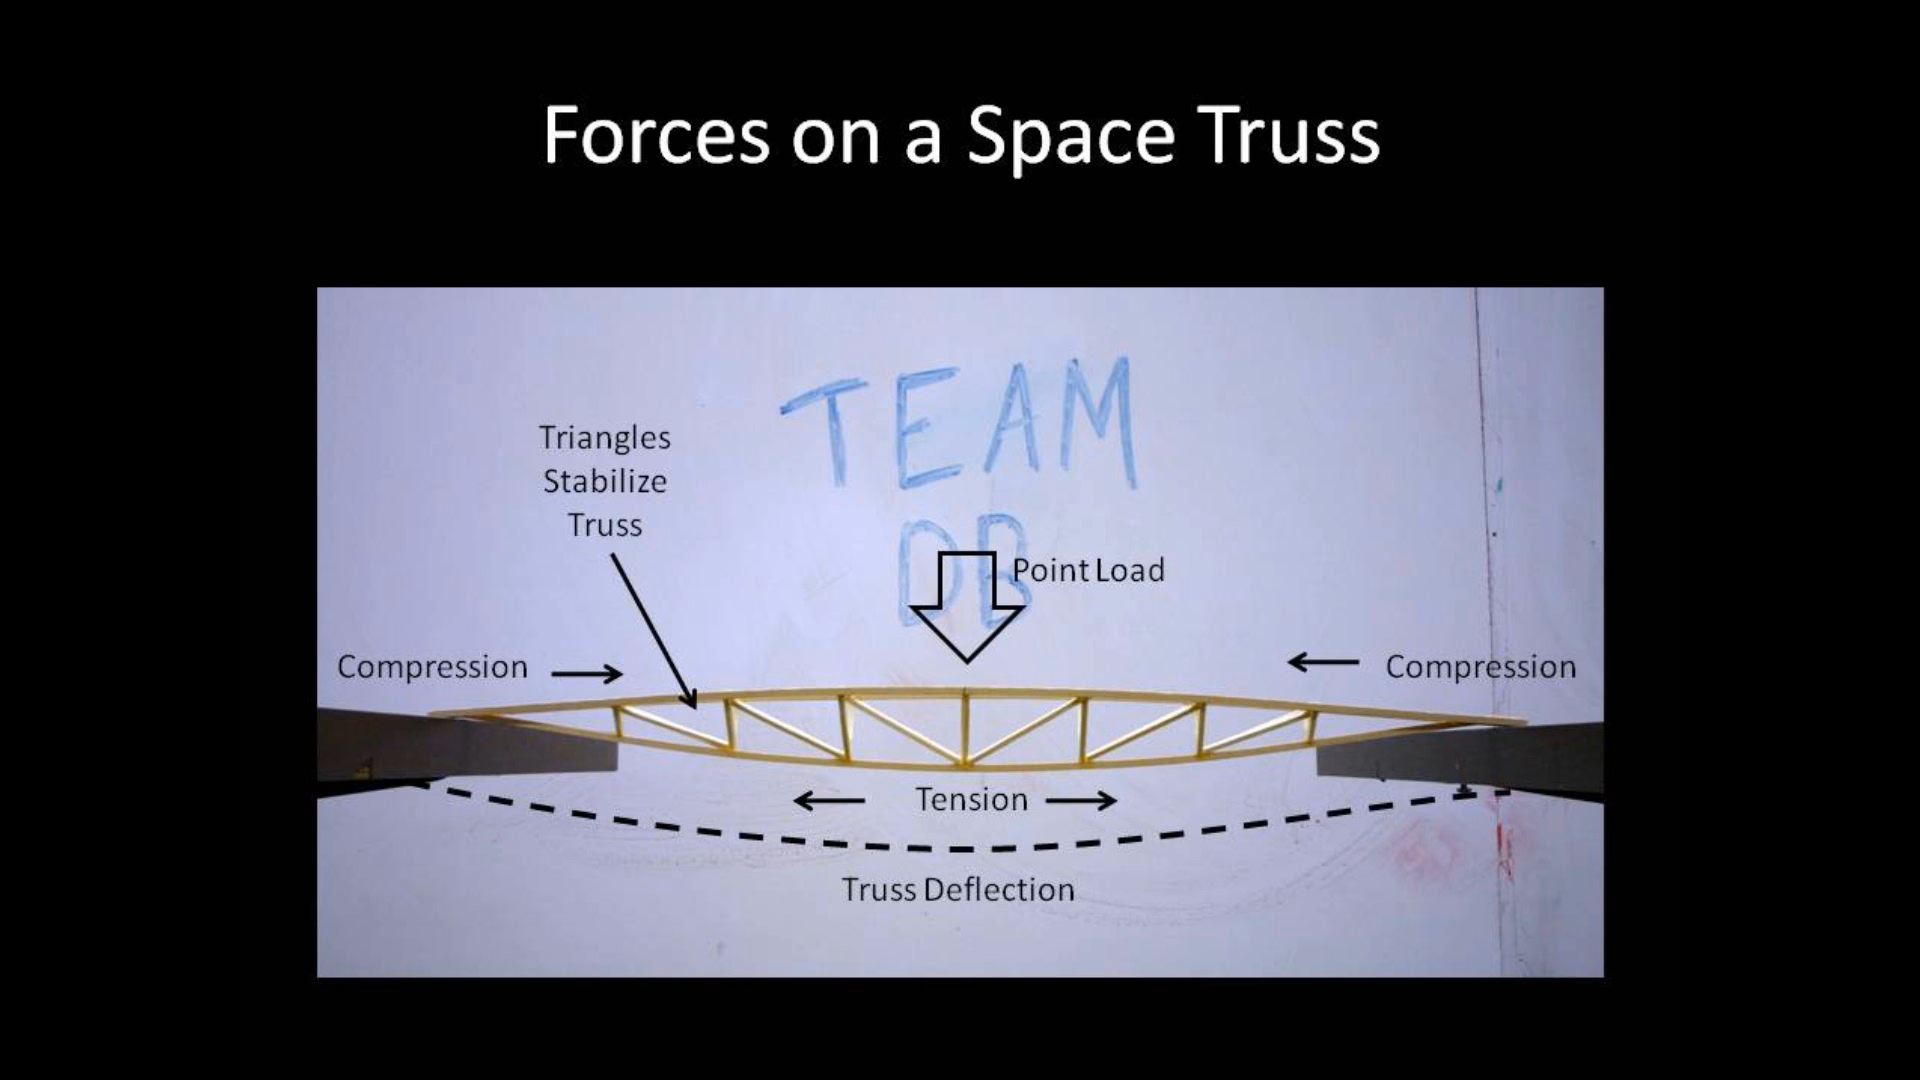 Forces on a Space Truss
TEAM
DB
Triangles
Stabilize
Truss
Point Load
Compression
Compression
Tension
Truss Deflection